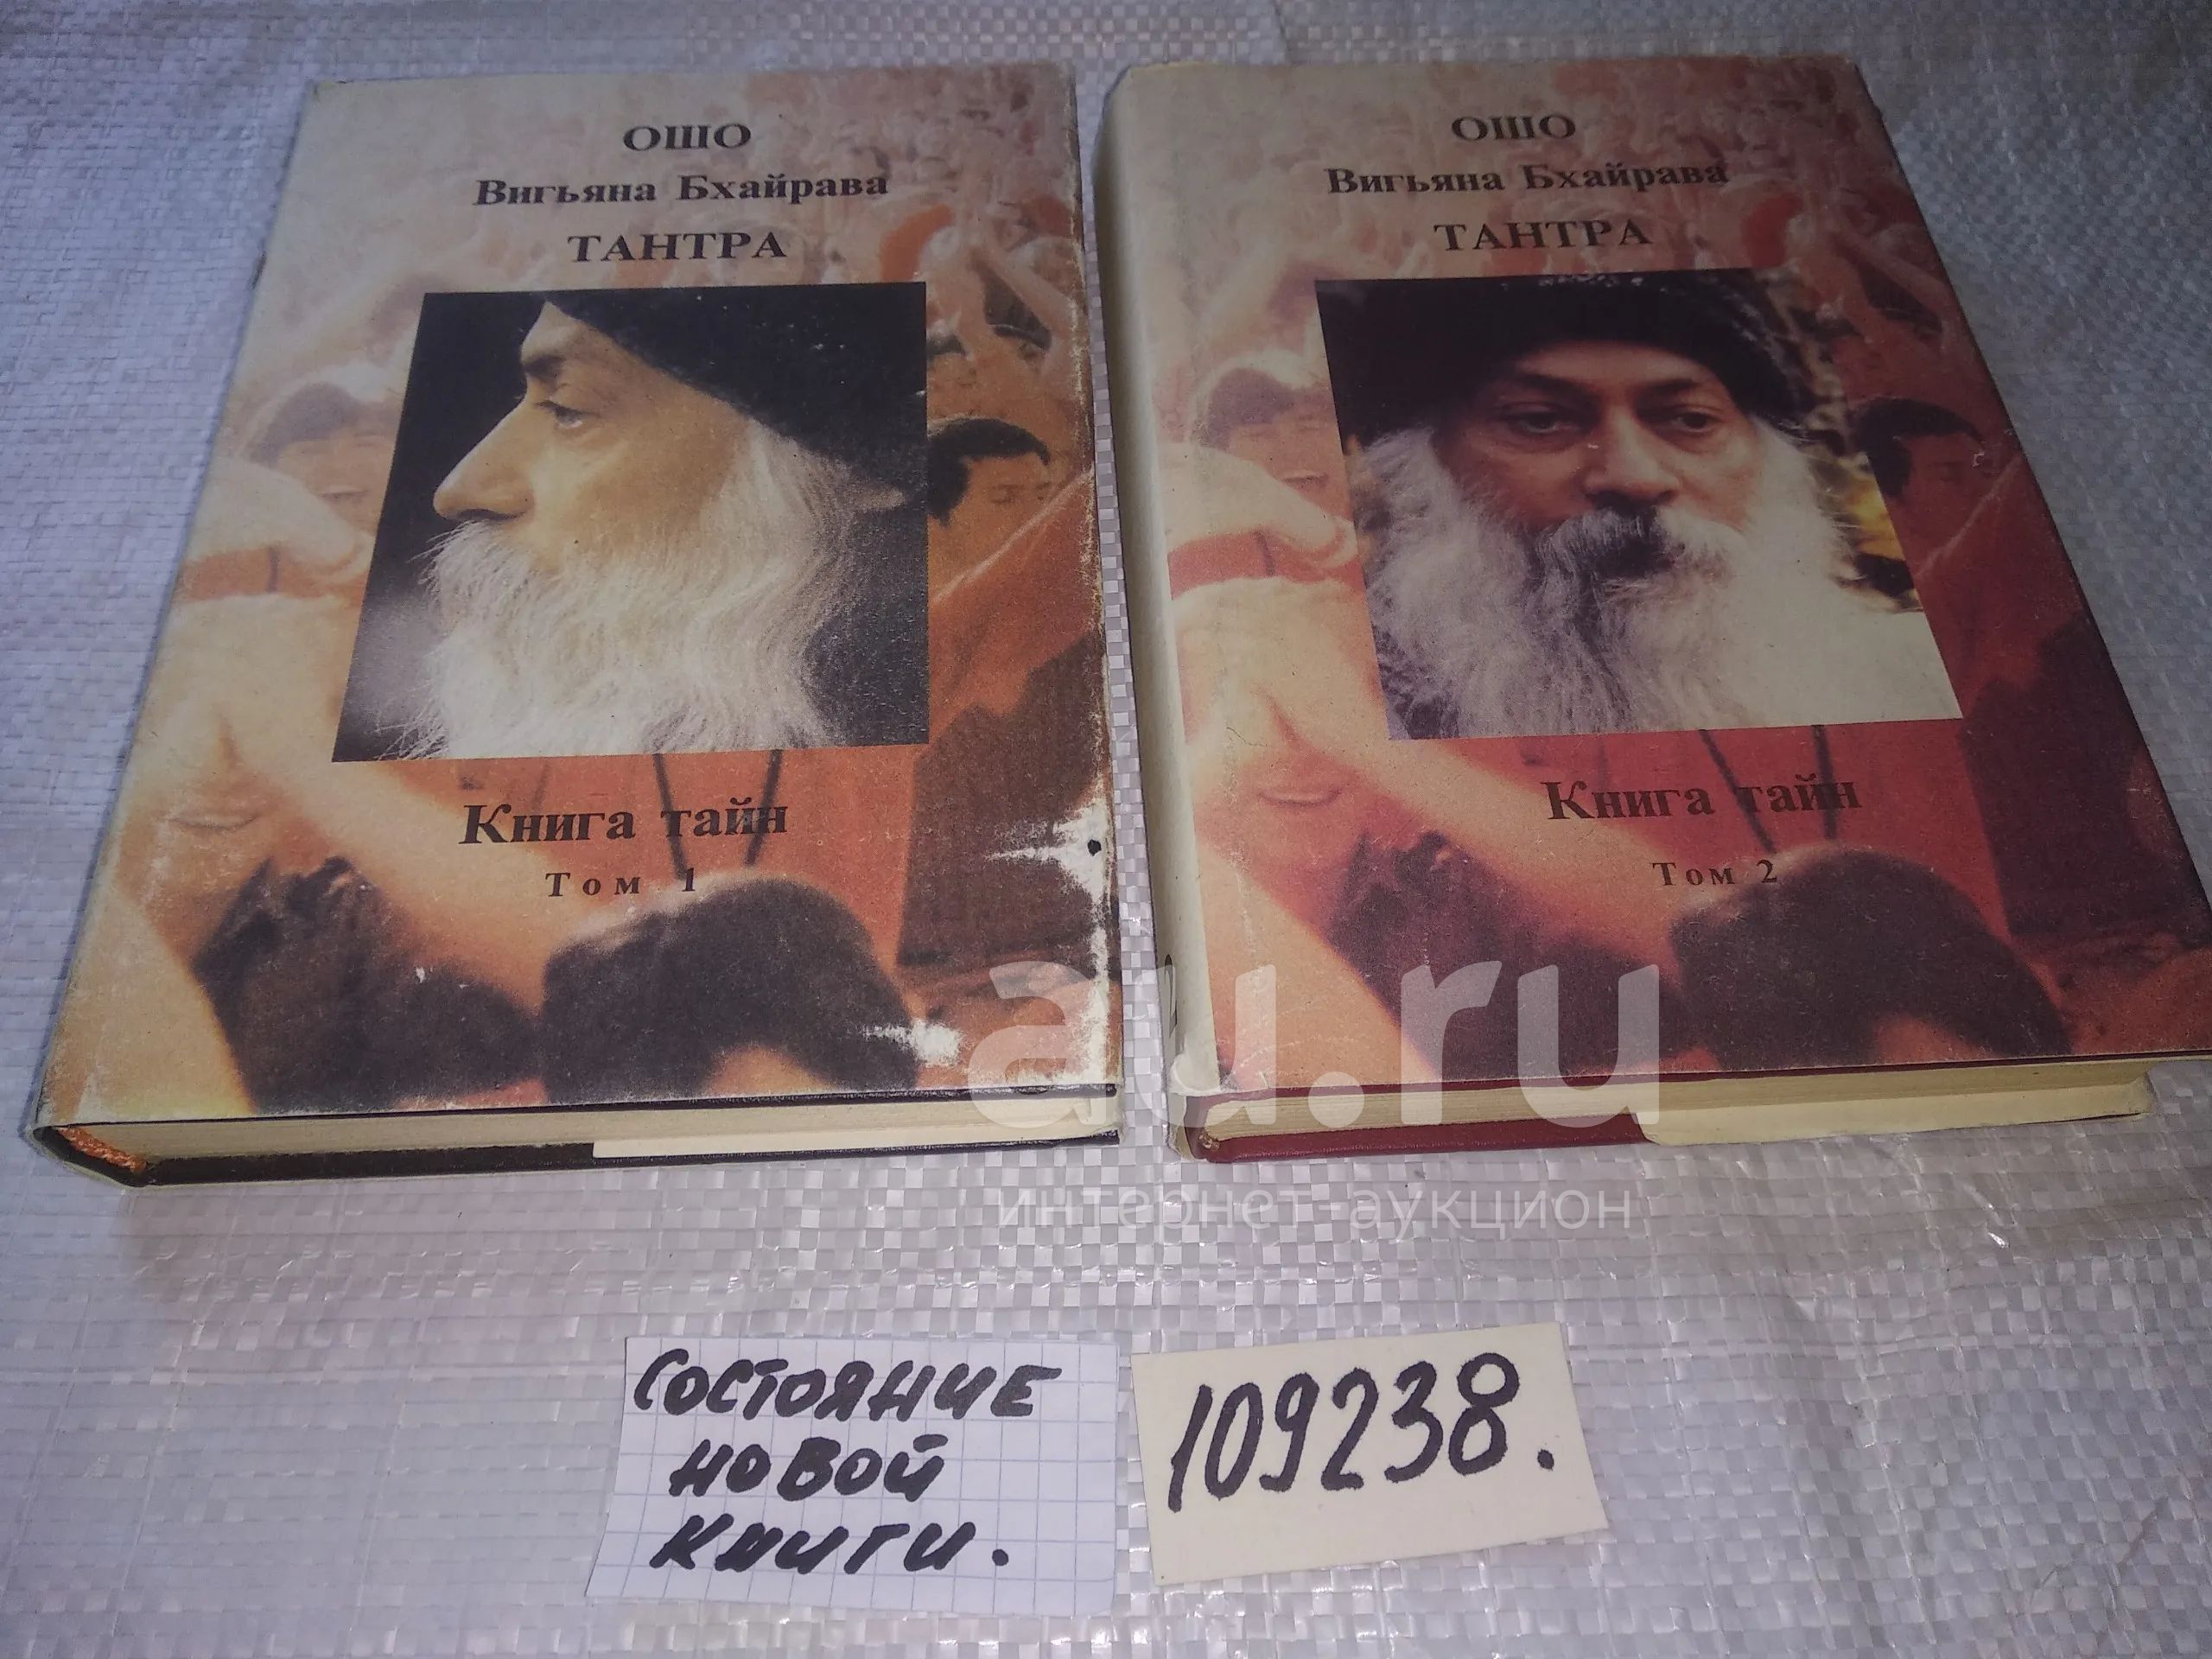 ОШО
Вигьяна Бхайрава
ТАНТРА
Книга тайн
Том 1
ОШО
Вигьяна Бхайрава
ТАНТРА
Книга тайн
Том 2
au.ru
интернет-аукцион
состояние
новой
книги.
109238.